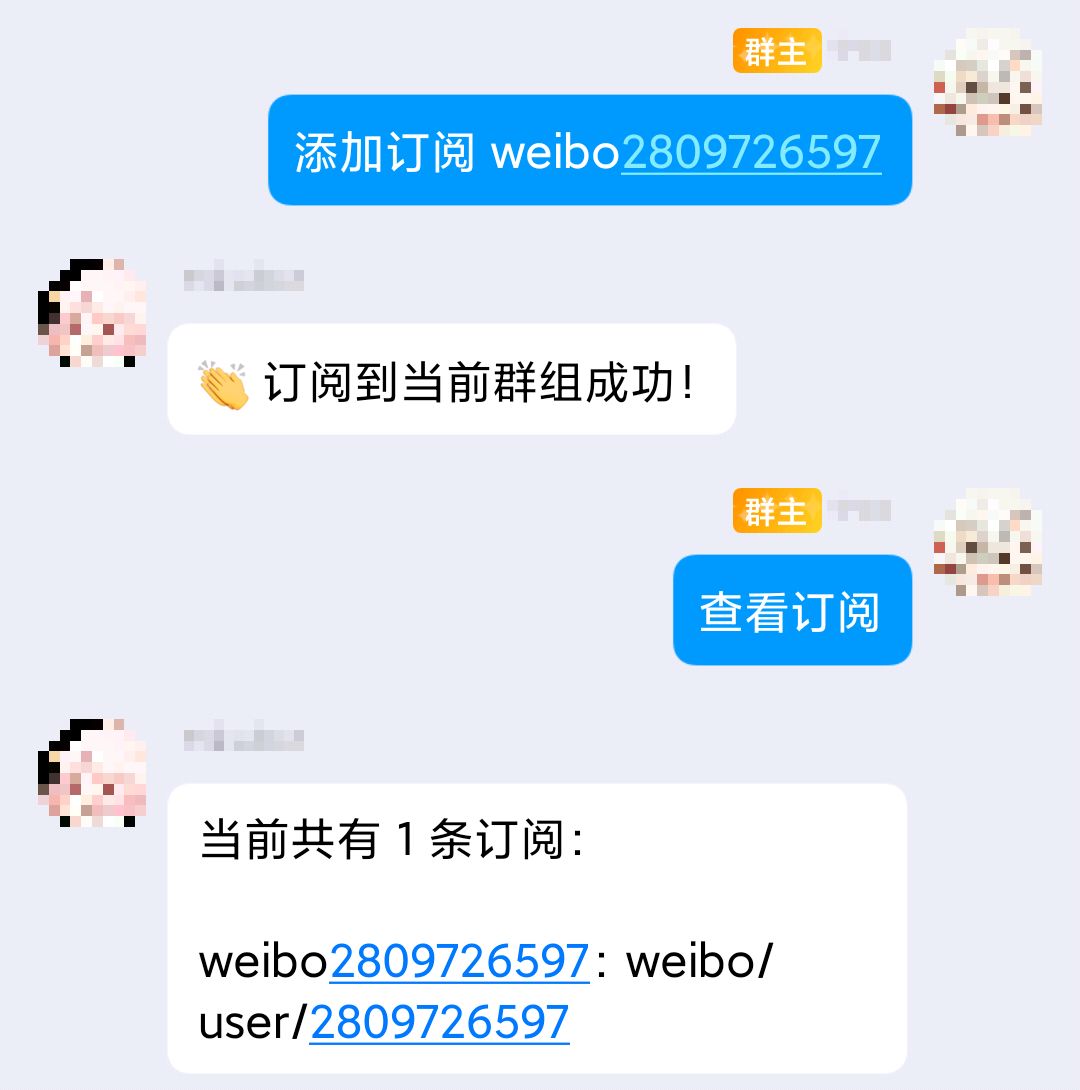 群主
添加订阅 weibo2809726597
👏 订阅到当前群组成功！
群主
查看订阅
当前共有 1 条订阅：
weibo2809726597：weibo/
user/2809726597